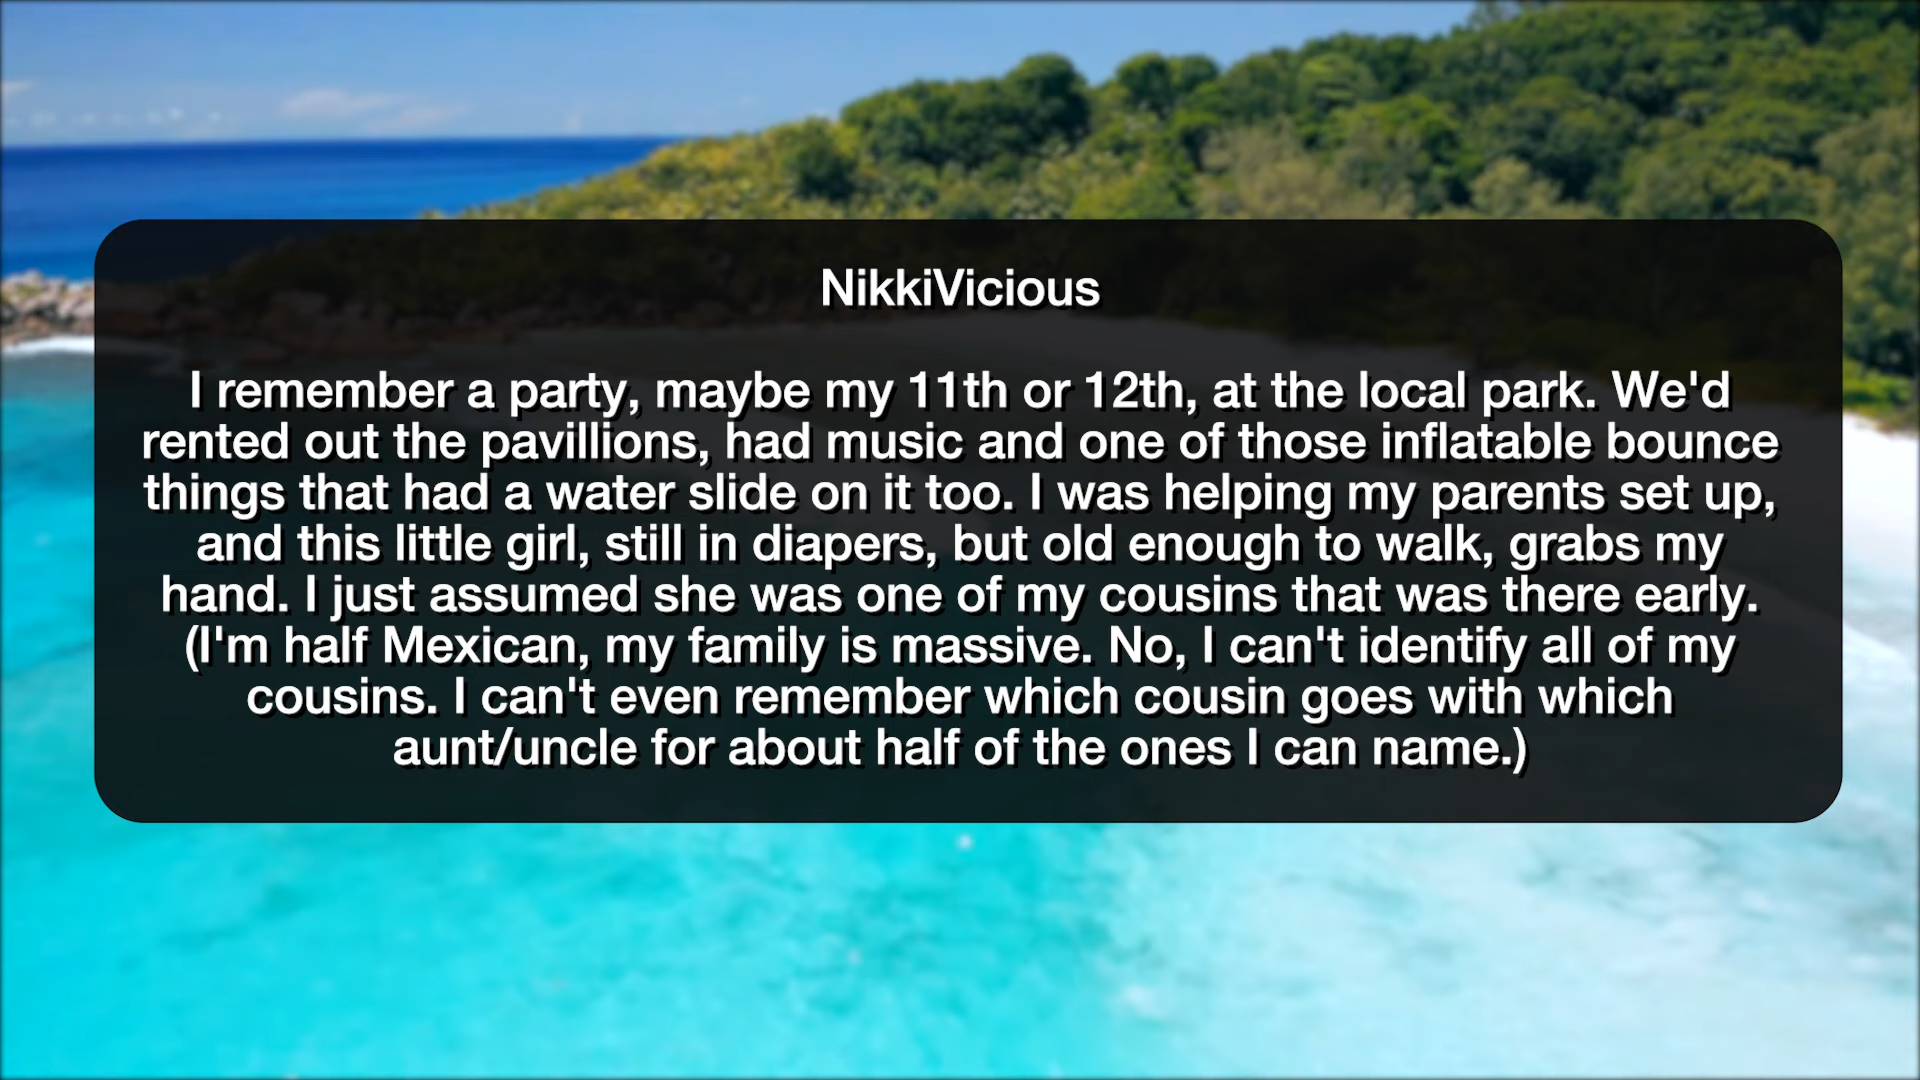 NikkiVicious
I remember a party, maybe my 11th or 12th, at the local park. We'd
rented out the pavillions, had music and one of those inflatable bounce
things that had a water slide on it too. I was helping my parents set up,
and this little girl, still in diapers, but old enough to walk, grabs my
hand. I just assumed she was one of my cousins that was there early.
(I'm half Mexican, my family is massive. No, I can't identify all of my
cousins. I can't even remember which cousin goes with which
aunt/uncle for about half of the ones I can name.)